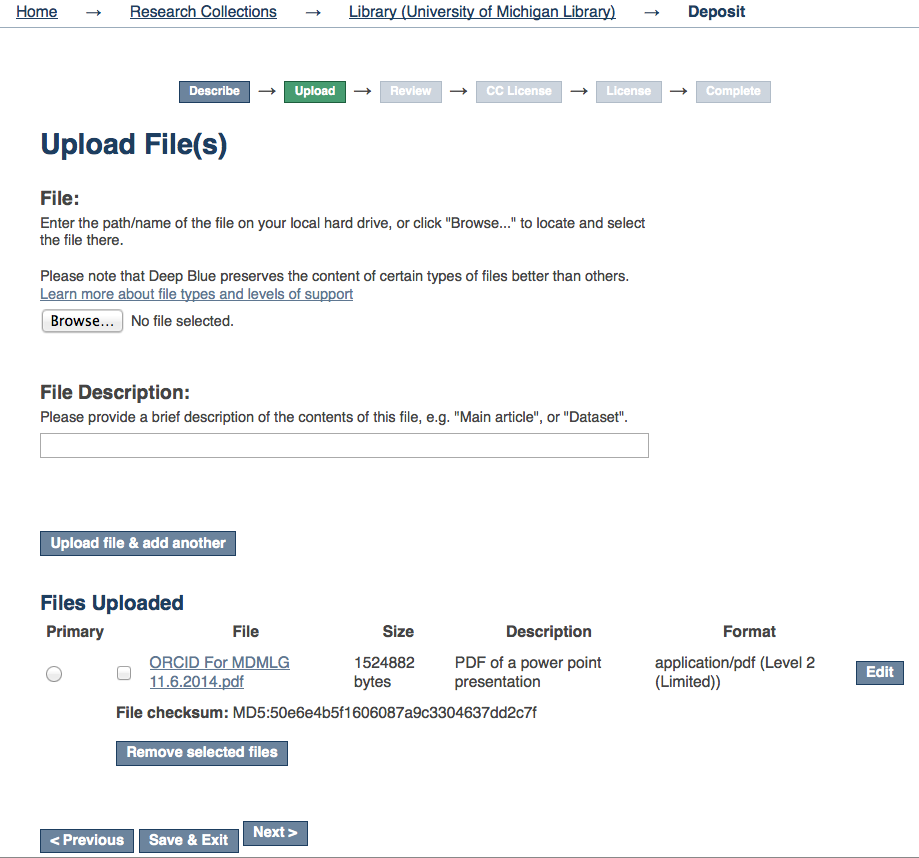 Home → Research Collections → Library (University of Michigan Library) → Deposit
Describe → Upload → Review → CC License → License → Complete
Upload File(s)
File:
Enter the path/name of the file on your local hard drive, or click "Browse..." to locate and select
the file there.
Please note that Deep Blue preserves the content of certain types of files better than others.
Learn more about file types and levels of support
Browse... No file selected.
File Description:
Please provide a brief description of the contents of this file, e.g. "Main article", or "Dataset".
Upload file & add another
Files Uploaded
Primary File Size Description Format
ORCID For MDMLG 1524882 PDF of a power point application/pdf (Level 2
11.6.2014.pdf bytes presentation (Limited)) Edit
File checksum: MD5:50e6e4b5f1606087a9c3304637dd2c7f
Remove selected files
< Previous Save & Exit Next >